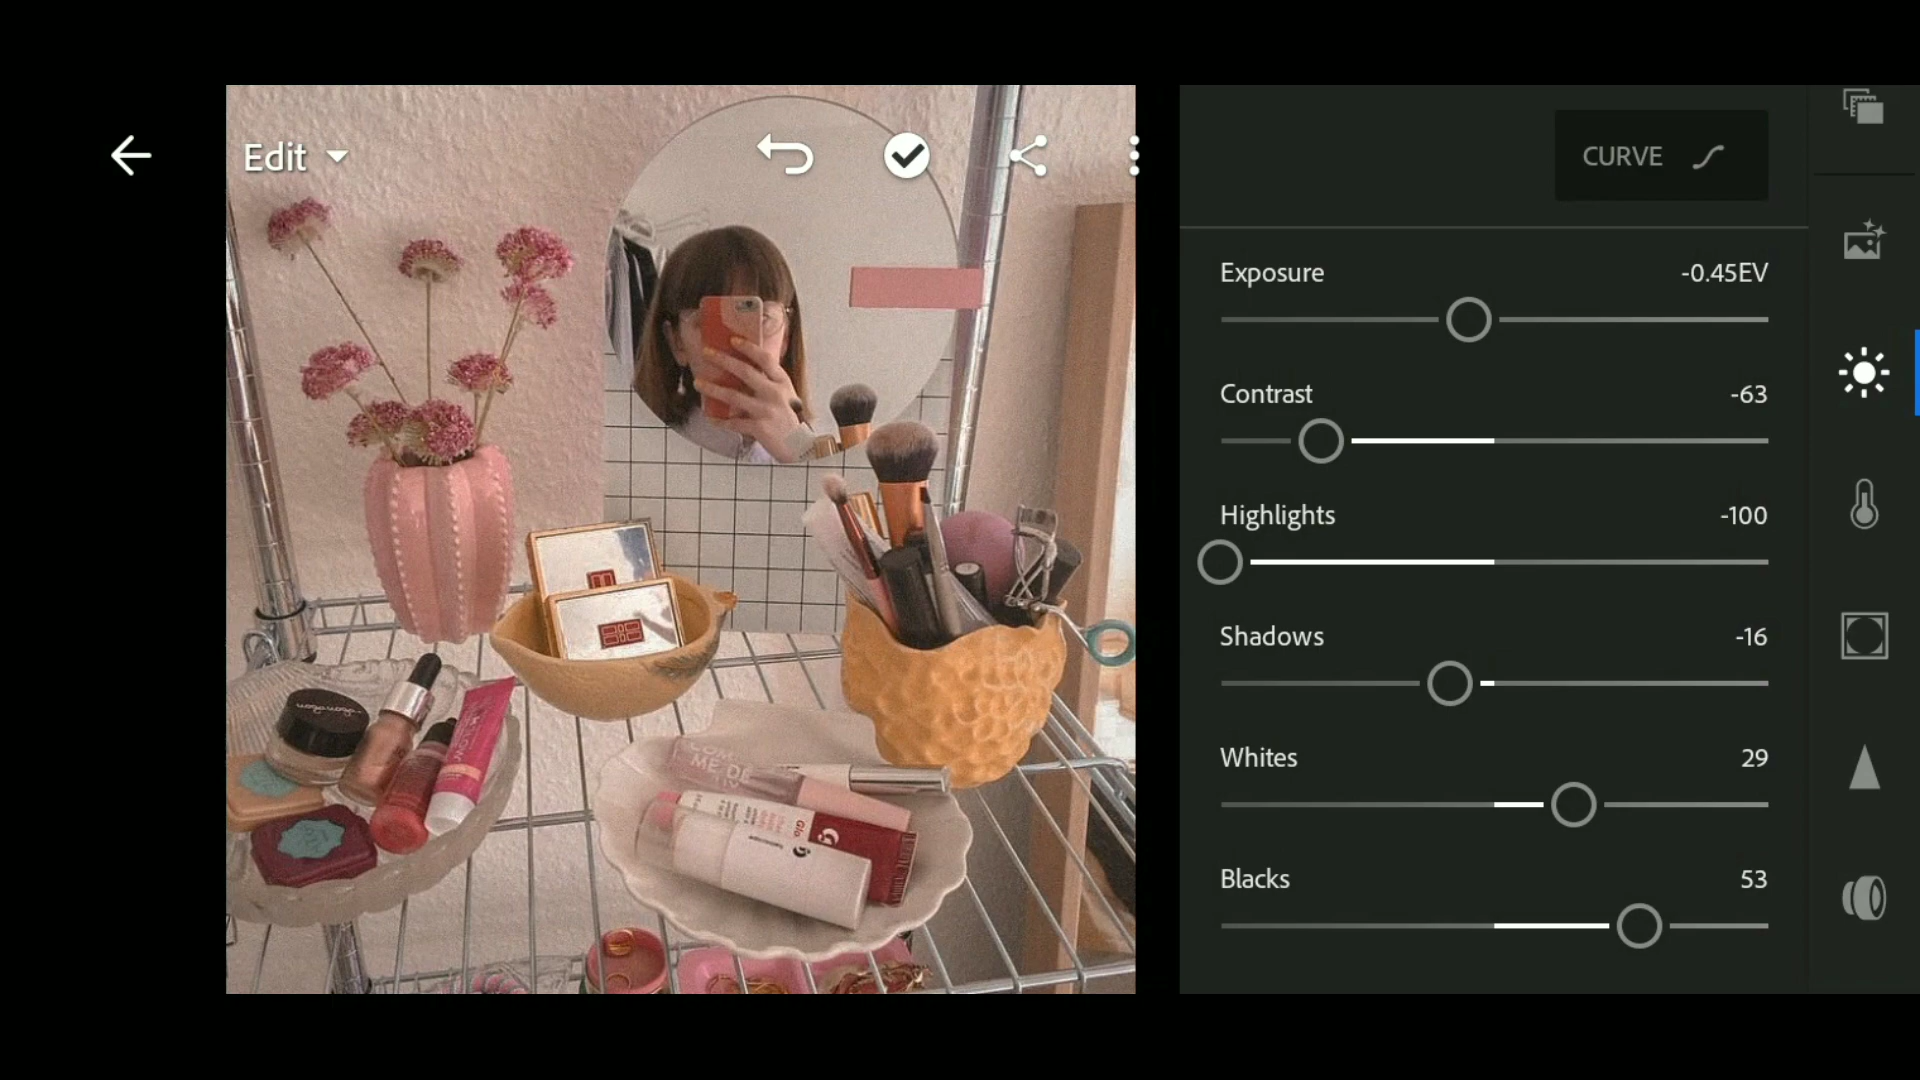 Edit
CURVE
Exposure -0.45EV
Contrast -63
Highlights -100
Shadows -16
Whites 29
Blacks 53